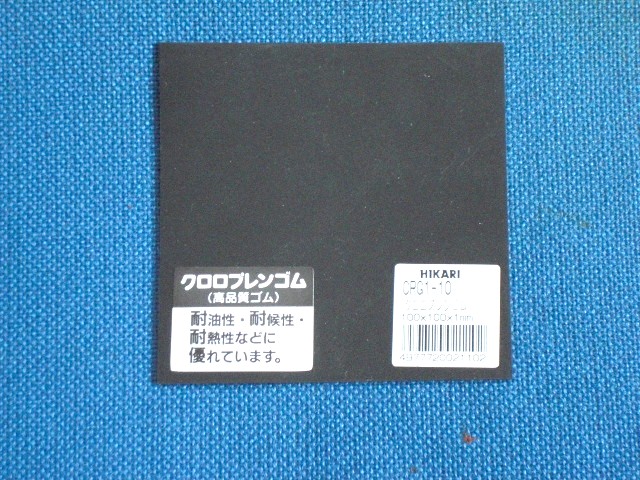 クロロプレンゴム
(高品質ゴム)
耐油性・耐候性・
耐熱性などに
優れています。
HIKARI
CRG1-10
100×100×1mm
4977720021102